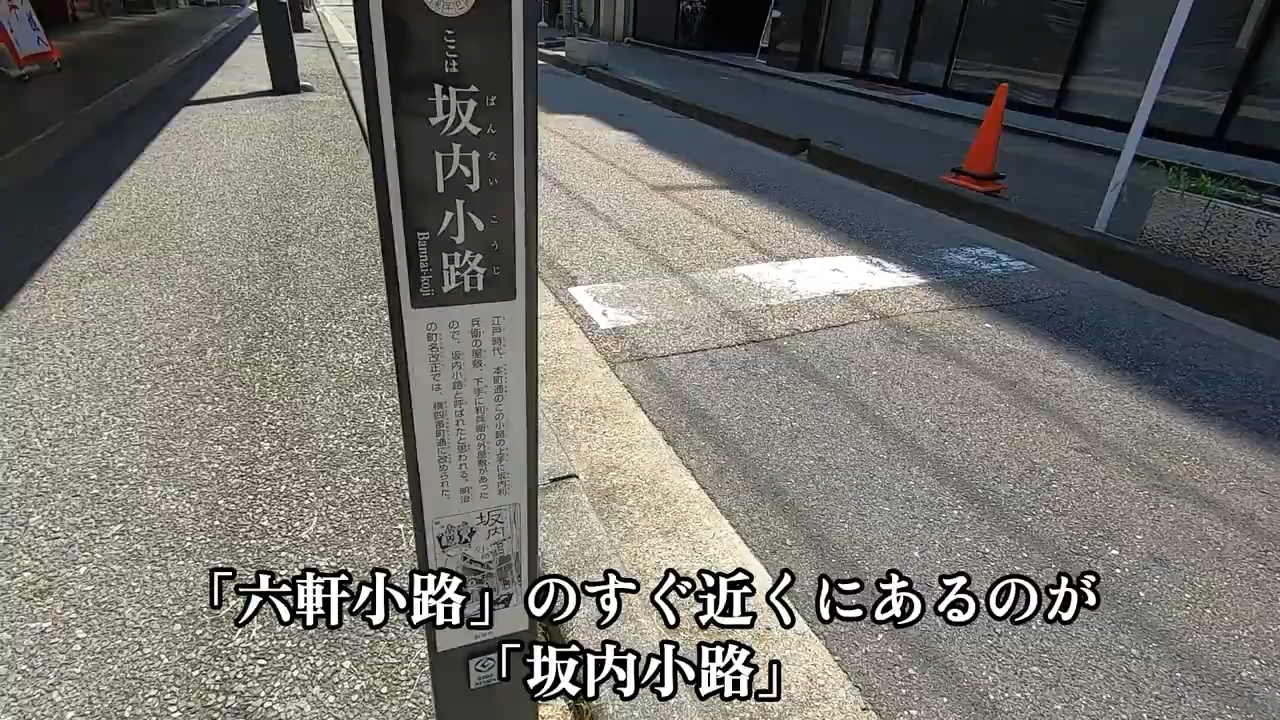 ここは
坂内小路
ばんないこうじ
Bannai-koji
江戸時代、本町通のこの小路の上手に坂内利
兵衛の屋敷、下手に利兵衛の外屋敷があった
ので、坂内小路と呼ばれたと思われる。明治
の町名改正では、横四番町通に改められた。
坂内
小路
「六軒小路」のすぐ近くにあるのが
「坂内小路」